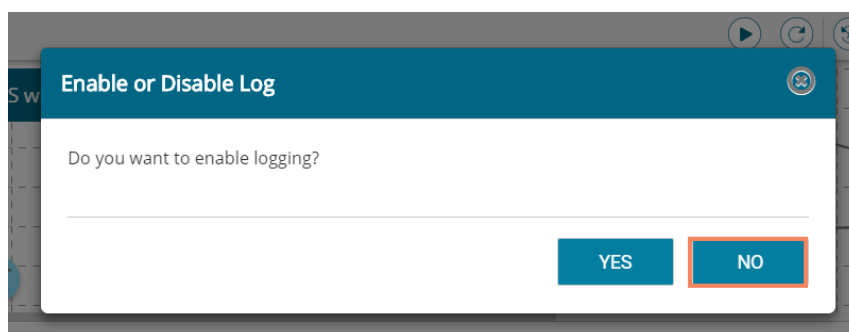 S w
Enable or Disable Log
Do you want to enable logging?
YES
NO